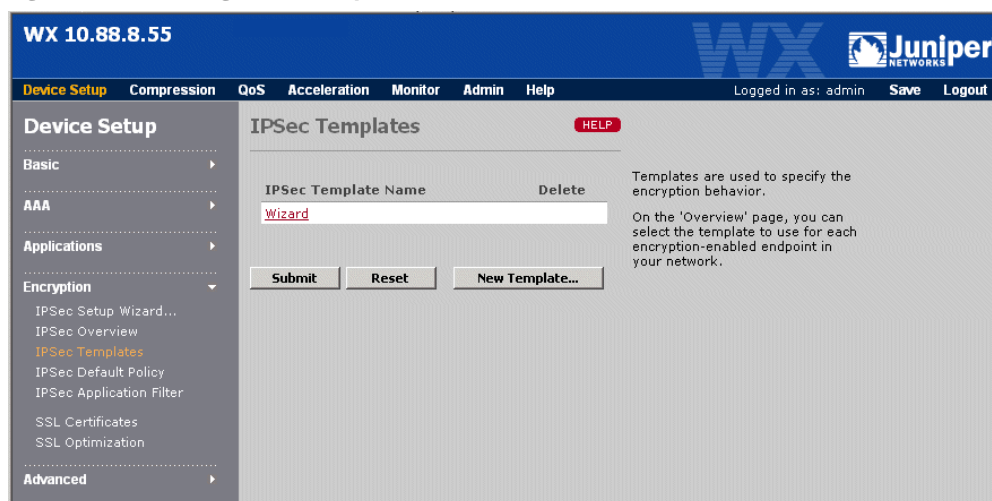 WX 10.88.8.55
WX
Juniper
NETWORKS
Device Setup Compression QoS Acceleration Monitor Admin Help Logged in as: admin Save Logout
Device Setup
Basic
AAA
Applications
Encryption
IPSec Setup Wizard...
IPSec Overview
IPSec Templates
IPSec Default Policy
IPSec Application Filter
SSL Certificates
SSL Optimization
Advanced
IPSec Templates HELP
IPSec Template Name Delete
Wizard
Submit Reset New Template...
Templates are used to specify the
encryption behavior.
On the 'Overview' page, you can
select the template to use for each
encryption-enabled endpoint in
your network.